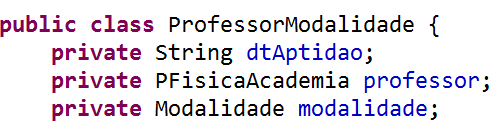 public class ProfessorModalidade {
    private String dtAptidao;
    private PFisicaAcademia professor;
    private Modalidade modalidade;